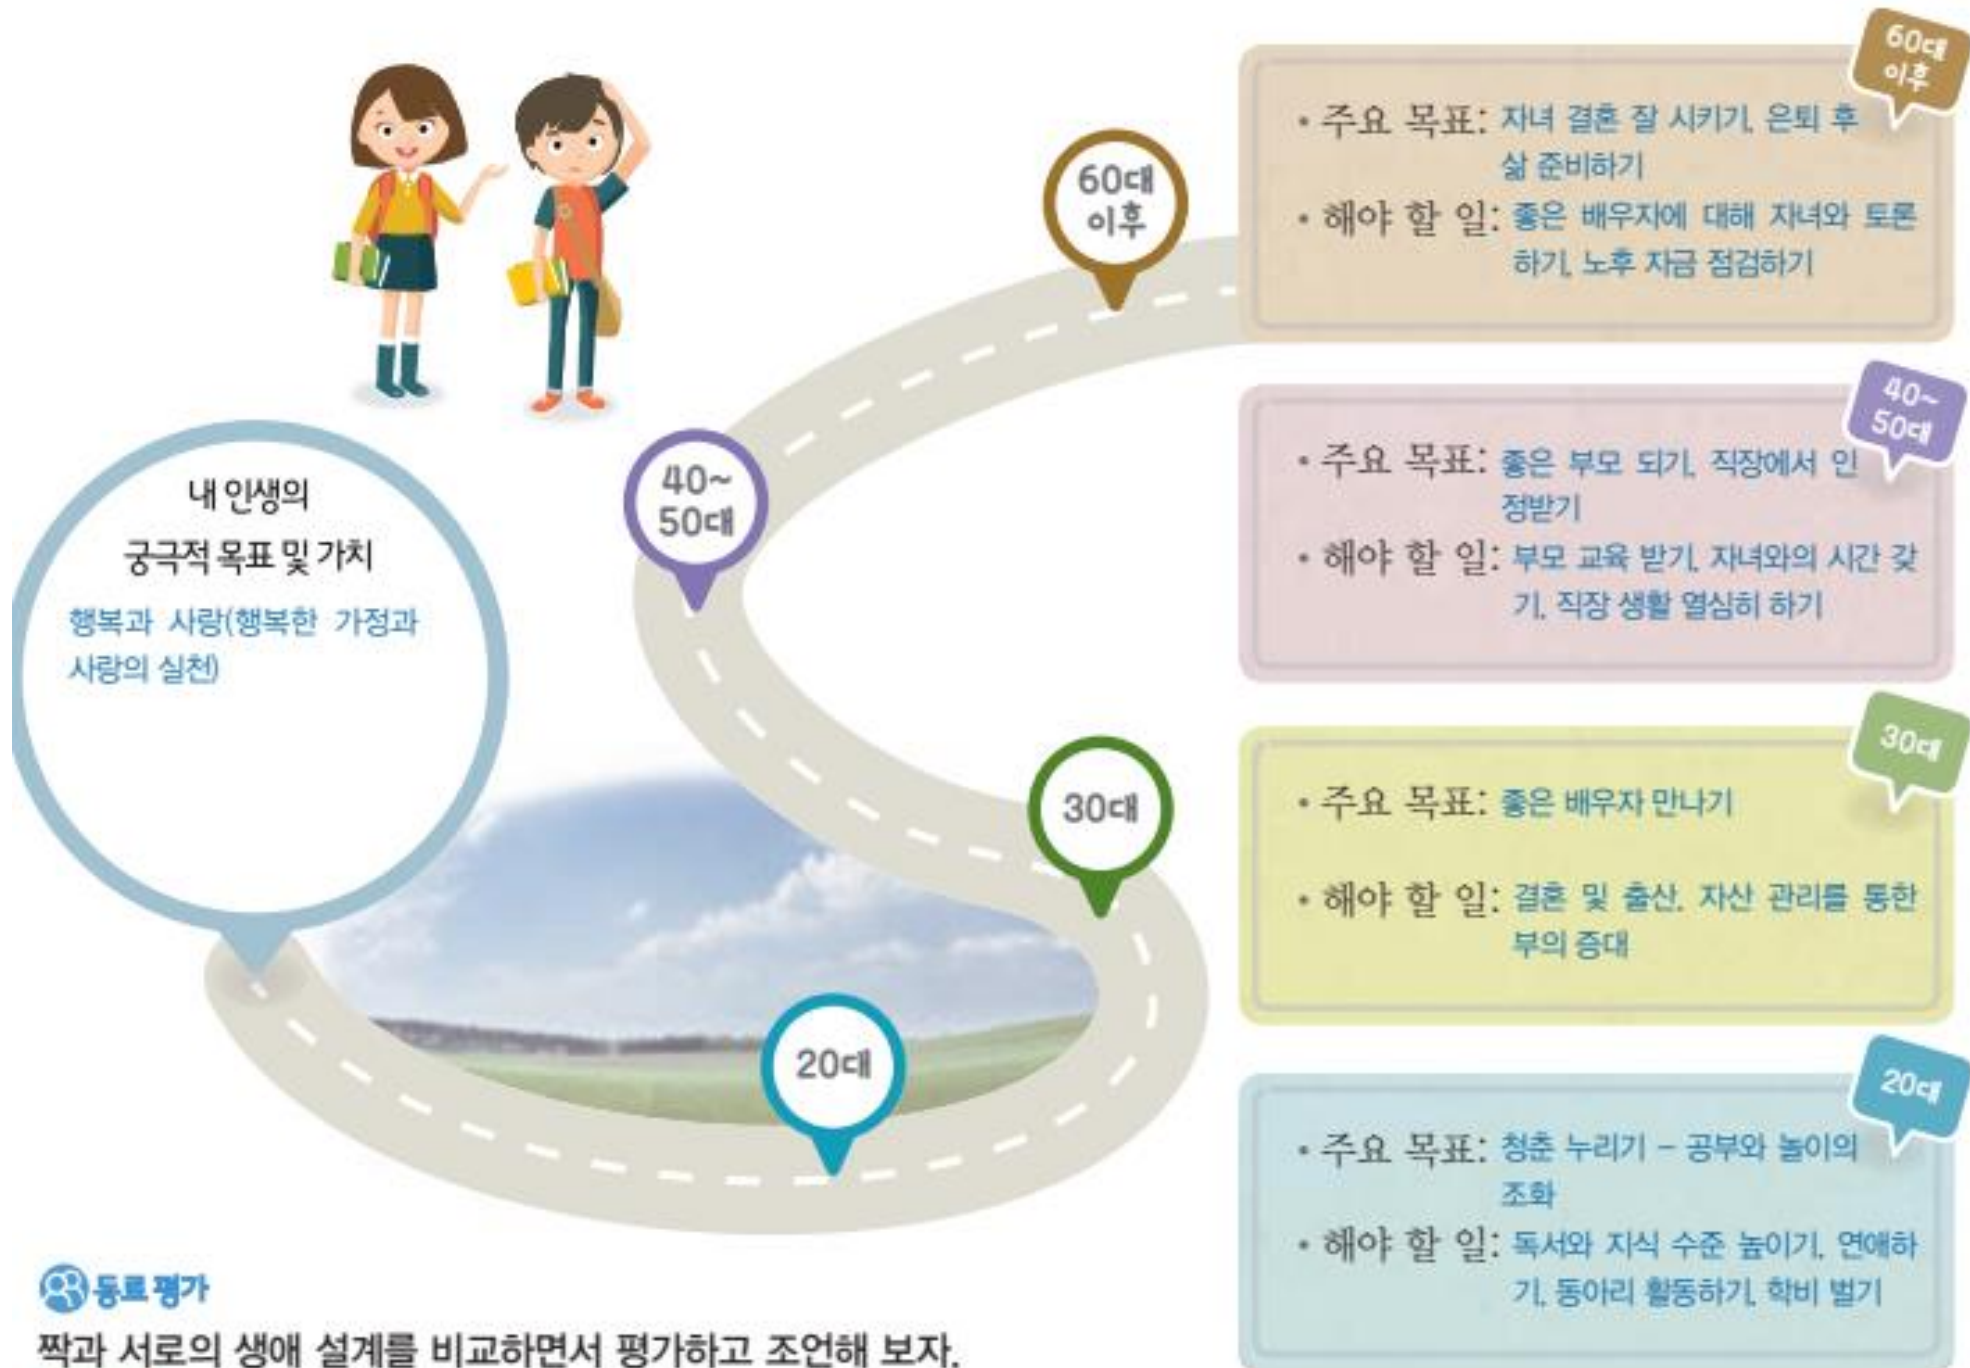 60대
이후
• 주요 목표: 자녀 결혼 잘 시키기, 은퇴 후
삶 준비하기
• 해야 할 일: 좋은 배우자에 대해 자녀와 토론
하기, 노후 자금 점검하기
60대
이후
40~
50대
• 주요 목표: 좋은 부모 되기, 직장에서 인
정받기
• 해야 할 일: 부모 교육 받기, 자녀와의 시간 갖
기, 직장 생활 열심히 하기
40~
50대
내 인생의
궁극적 목표 및 가치
행복과 사랑(행복한 가정과
사랑의 실천)
30대
• 주요 목표: 좋은 배우자 만나기
• 해야 할 일: 결혼 및 출산, 자산 관리를 통한
부의 증대
30대
20대
• 주요 목표: 청춘 누리기 - 공부와 놀이의
조화
• 해야 할 일: 독서와 지식 수준 높이기, 연애하
기, 동아리 활동하기, 학비 벌기
20대
동료 평가
짝과 서로의 생애 설계를 비교하면서 평가하고 조언해 보자.